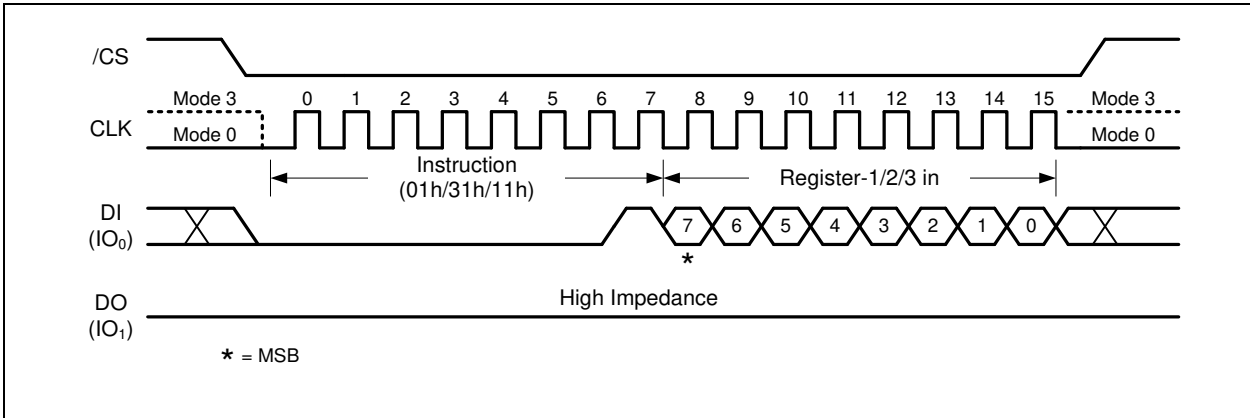 /CS
Mode 3 0 1 2 3 4 5 6 7 8 9 10 11 12 13 14 15 Mode 3
CLK
Mode 0 Mode 0
Instruction
(01h/31h/11h)
Register-1/2/3 in
DI
(IO₀)
7 6 5 4 3 2 1 0
*
DO
(IO₁)
High Impedance
* = MSB